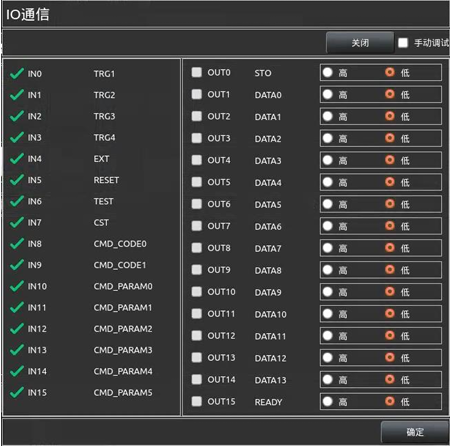 IO通信
关闭 手动调试
IN0 TRG1
IN1 TRG2
IN2 TRG3
IN3 TRG4
IN4 EXT
IN5 RESET
IN6 TEST
IN7 CST
IN8 CMD_CODE0
IN9 CMD_CODE1
IN10 CMD_PARAM0
IN11 CMD_PARAM1
IN12 CMD_PARAM2
IN13 CMD_PARAM3
IN14 CMD_PARAM4
IN15 CMD_PARAM5
OUT0 STO 高 低
OUT1 DATA0 高 低
OUT2 DATA1 高 低
OUT3 DATA2 高 低
OUT4 DATA3 高 低
OUT5 DATA4 高 低
OUT6 DATA5 高 低
OUT7 DATA6 高 低
OUT8 DATA7 高 低
OUT9 DATA8 高 低
OUT10 DATA9 高 低
OUT11 DATA10 高 低
OUT12 DATA11 高 低
OUT13 DATA12 高 低
OUT14 DATA13 高 低
OUT15 READY 高 低
确定